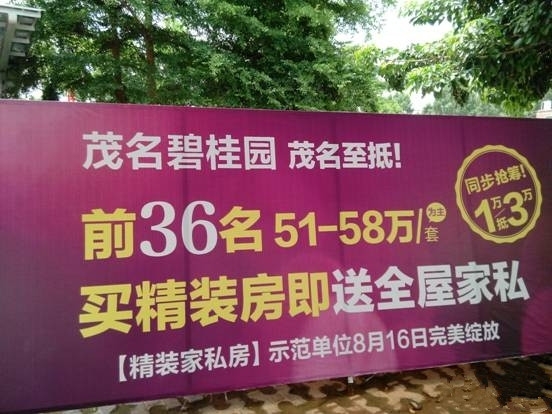 茂名碧桂园 茂名至抵!
前36名 51-58万/套 为主
同步抢筹!
1万抵3万
买精装房即送全屋家私
【精装家私房】示范单位8月16日完美绽放